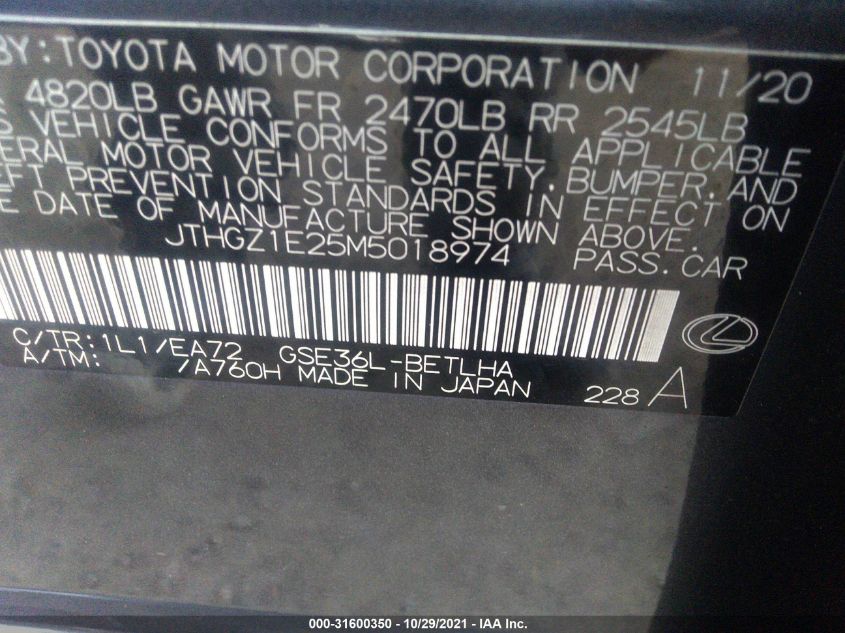 BY: TOYOTA MOTOR CORPORATION 11/20
4820LB GAWR FR 2470LB RR 2545LB
VEHICLE CONFORMS TO ALL APPLICABLE
ERAL MOTOR VEHICLE SAFETY, BUMPER, AND
EFT PREVENTION STANDARDS IN EFFECT ON
E DATE OF MANUFACTURE SHOWN ABOVE.
JTHGZ1E25M5018974 PASS.CAR
C/TR:1L1/EA72 GSE36L-BETLHA
A/TM: /A760H MADE IN JAPAN 228 A
000-31600350 - 10/29/2021 - IAA Inc.